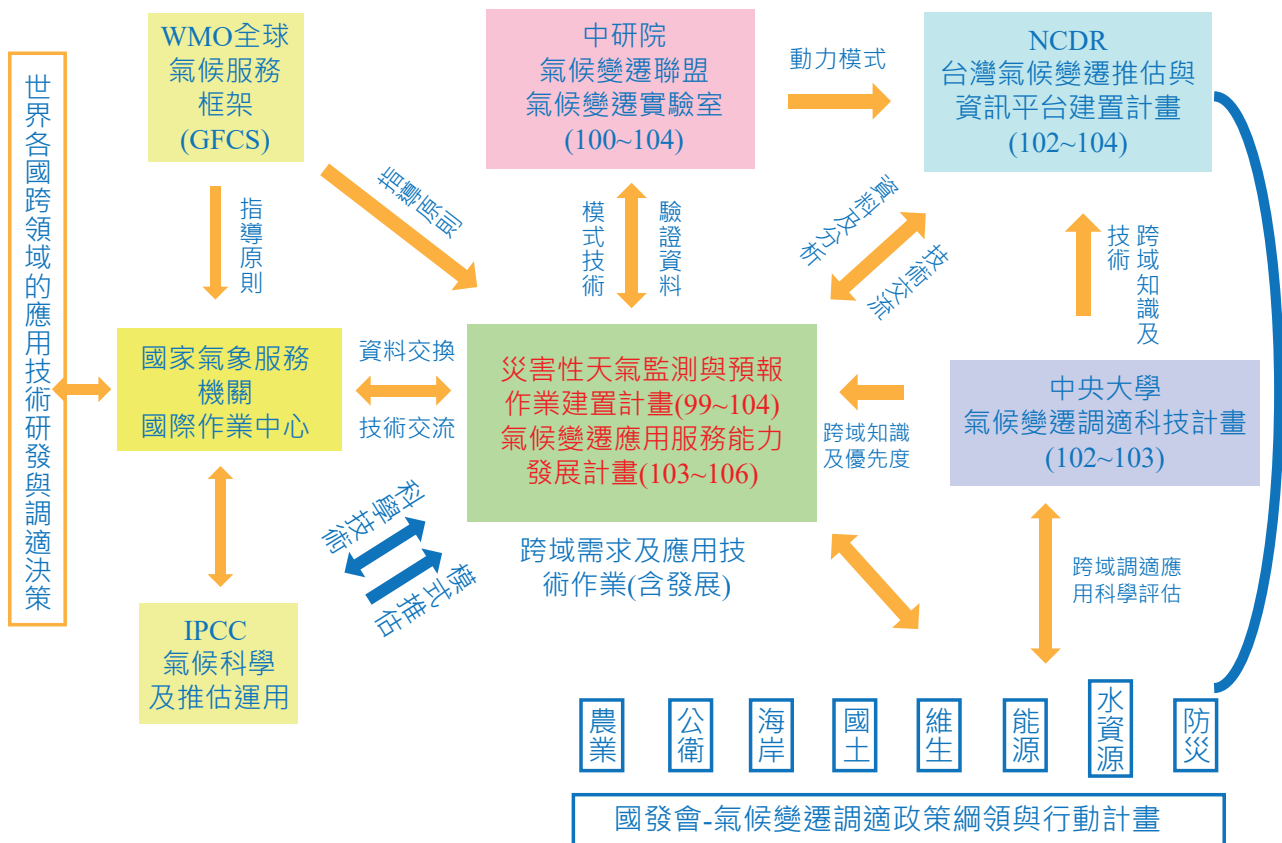 WMO全球
氣候服務
框架
(GFCS)
中研院
氣候變遷聯盟
氣候變遷實驗室
(100~104)
動力模式
NCDR
台灣氣候變遷推估與
資訊平台建置計畫
(102~104)
世界各國跨領域的應用技術研發與調適決策
指導原則
指導原則
模式技術
驗證資料
資料及分析
技術交流
跨域知識及
技術
國家氣象服務
機關
國際作業中心
資料交換
技術交流
災害性天氣監測與預報
作業建置計畫(99~104)
氣候變遷應用服務能力
發展計畫(103~106)
跨域知識
及優先度
中央大學
氣候變遷調適科技計畫
(102~103)
科學技術
模式推估
跨域需求及應用技
術作業(含發展)
跨域調適應
用科學評估
IPCC
氣候科學
及推估運用
農業
公衛
海岸
國土
維生
能源
水資源
防災
國發會-氣候變遷調適政策綱領與行動計畫